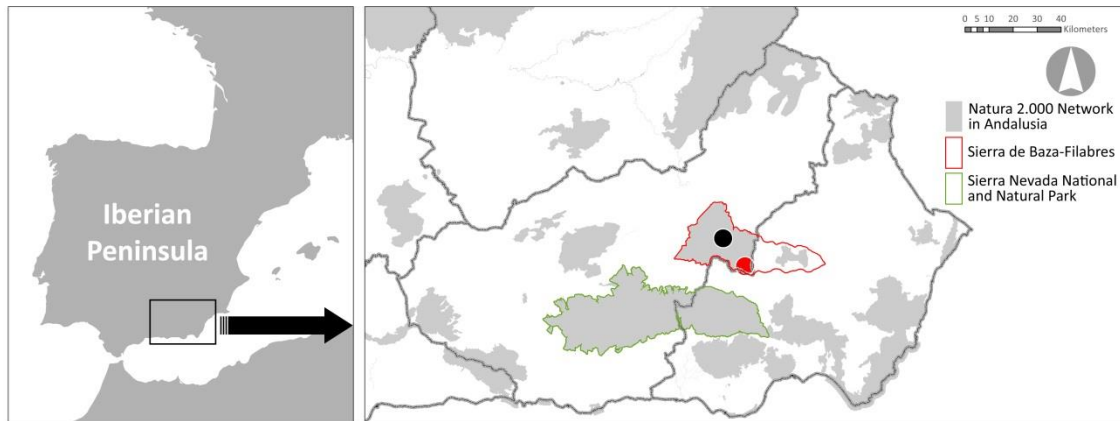 Iberian
Peninsula
0 5 10 20 30 40
Kilometers
Natura 2.000 Network
in Andalusia
Sierra de Baza-Filabres
Sierra Nevada National
and Natural Park